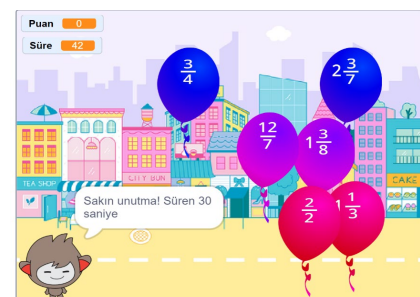 Puan 0
Süre 42
3/4
2 3/7
12/7
1 3/8
2/2
1 1/3
TEA SHOP
CITY BUN
CAKE
Sakın unutma! Süren 30
saniye